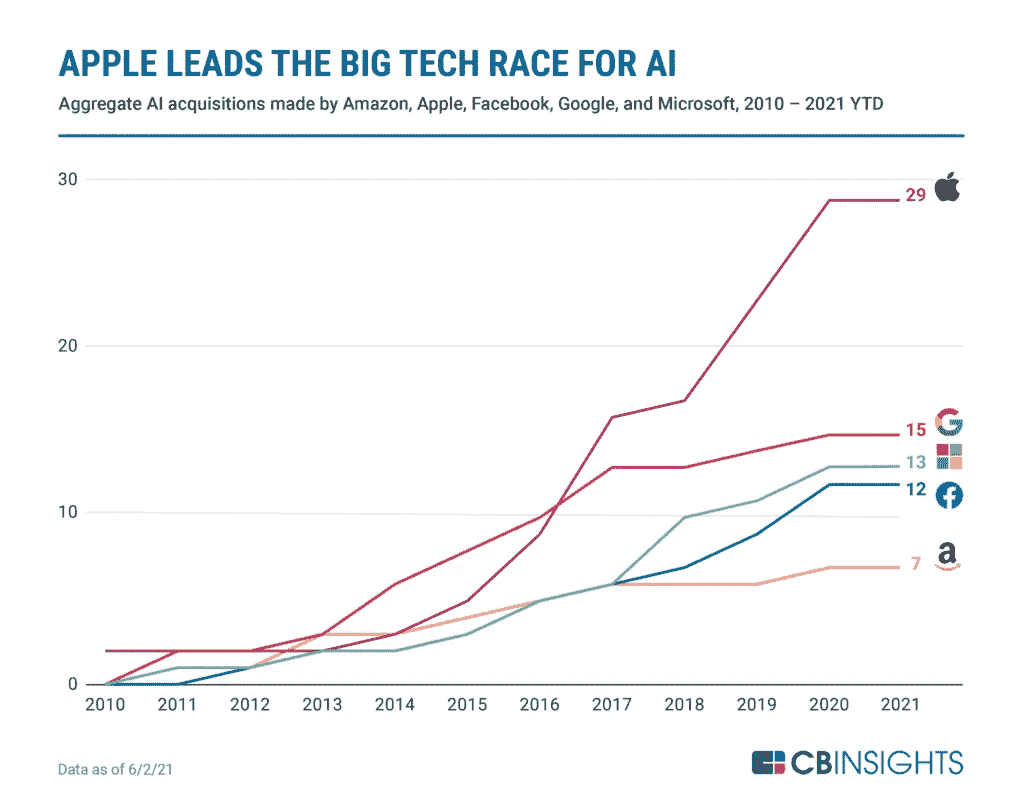 APPLE LEADS THE BIG TECH RACE FOR AI
Aggregate AI acquisitions made by Amazon, Apple, Facebook, Google, and Microsoft, 2010 – 2021 YTD
30
29
20
15
13
12
10
7
0
2010 2011 2012 2013 2014 2015 2016 2017 2018 2019 2020 2021
Data as of 6/2/21
CBINSIGHTS